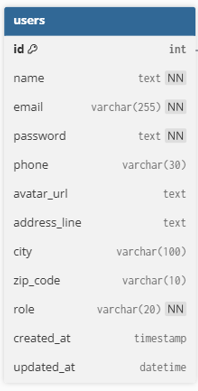 users
id int
name text NN
email varchar(255) NN
password text NN
phone varchar(30)
avatar_url text
address_line text
city varchar(100)
zip_code varchar(10)
role varchar(20) NN
created_at timestamp
updated_at datetime